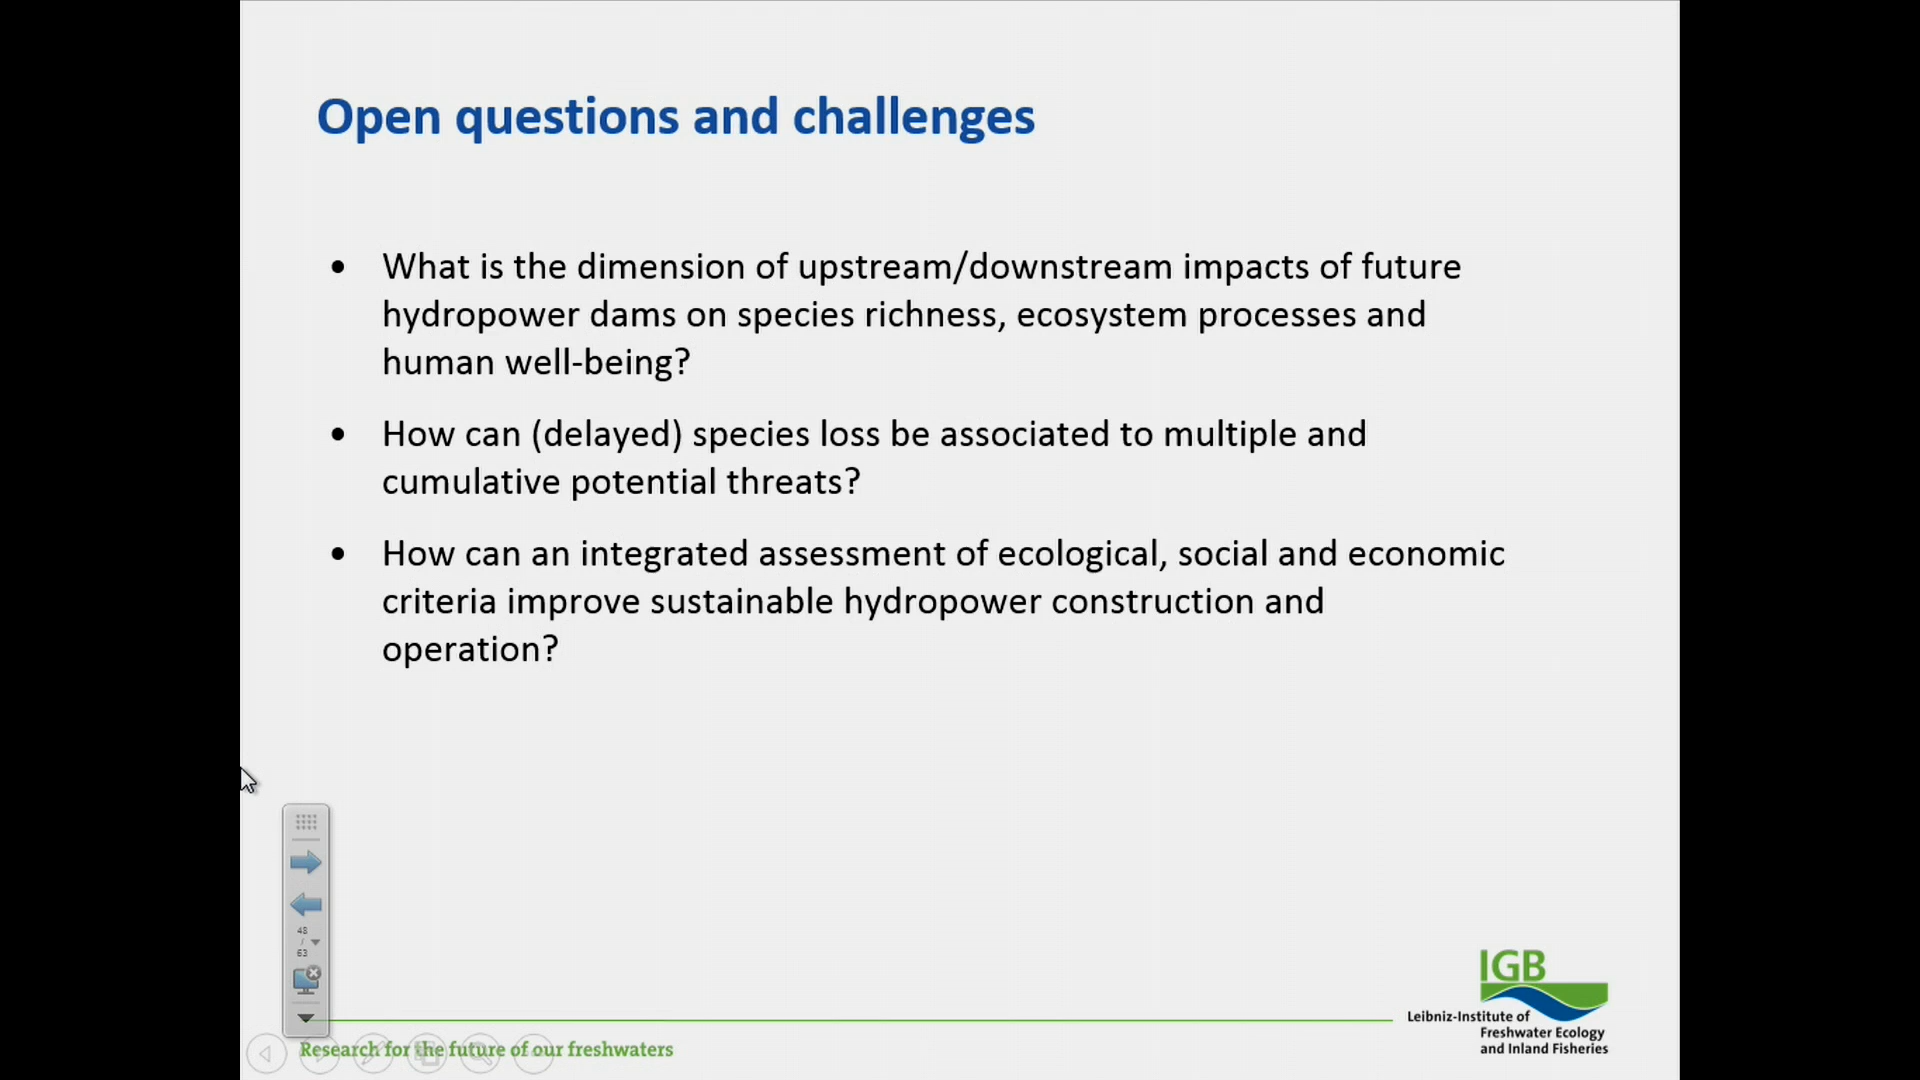 Open questions and challenges
• What is the dimension of upstream/downstream impacts of future
hydropower dams on species richness, ecosystem processes and
human well-being?
• How can (delayed) species loss be associated to multiple and
cumulative potential threats?
• How can an integrated assessment of ecological, social and economic
criteria improve sustainable hydropower construction and
operation?
48
/
63
IGB
Leibniz-Institute of
Freshwater Ecology
and Inland Fisheries
Research for the future of our freshwaters